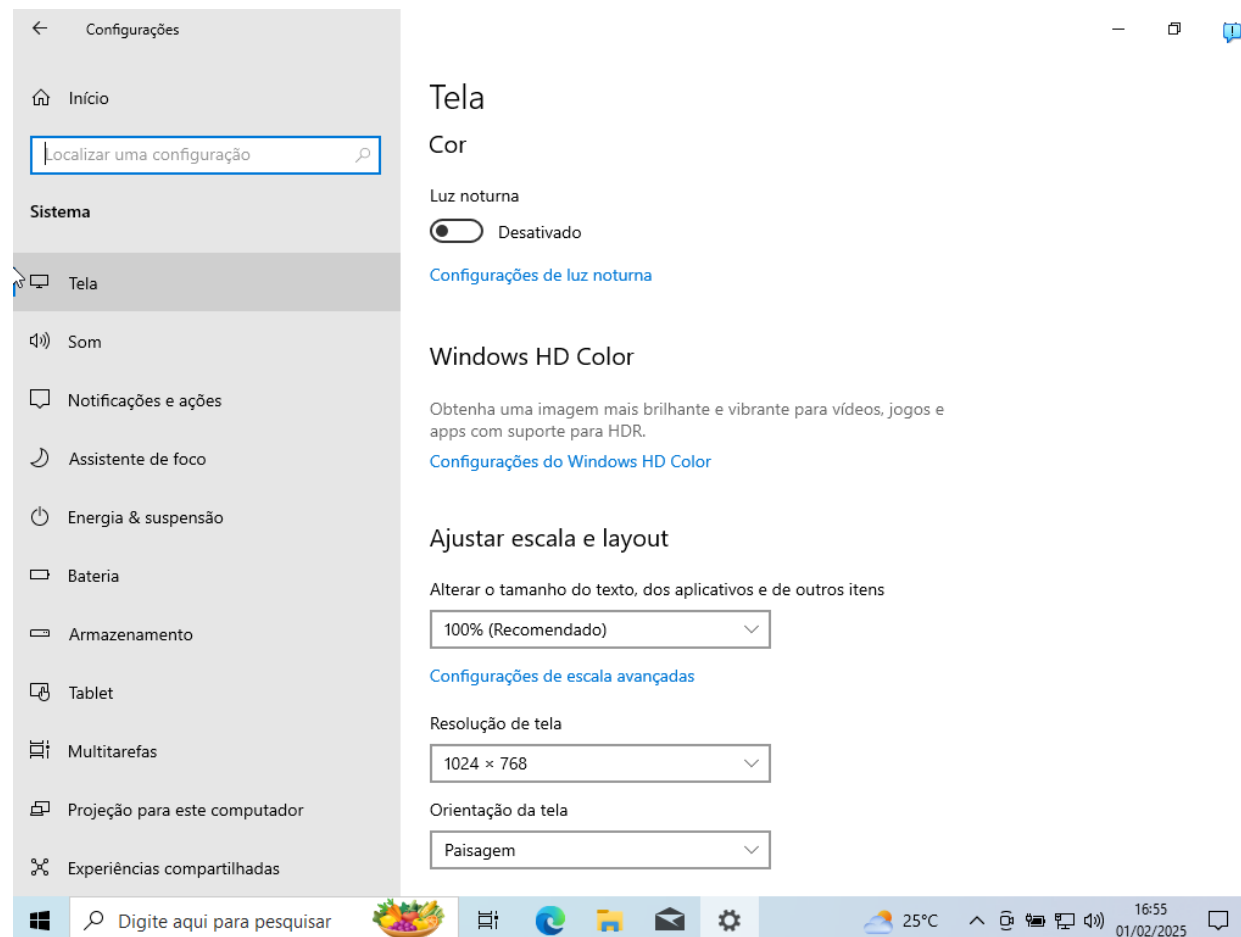 Configurações
Início
Localizar uma configuração
Sistema
Tela
Som
Notificações e ações
Assistente de foco
Energia & suspensão
Bateria
Armazenamento
Tablet
Multitarefas
Projeção para este computador
Experiências compartilhadas
Tela
Cor
Luz noturna
Desativado
Configurações de luz noturna
Windows HD Color
Obtenha uma imagem mais brilhante e vibrante para vídeos, jogos e
apps com suporte para HDR.
Configurações do Windows HD Color
Ajustar escala e layout
Alterar o tamanho do texto, dos aplicativos e de outros itens
100% (Recomendado)
Configurações de escala avançadas
Resolução de tela
1024 × 768
Orientação da tela
Paisagem
Digite aqui para pesquisar
25°C
16:55
01/02/2025